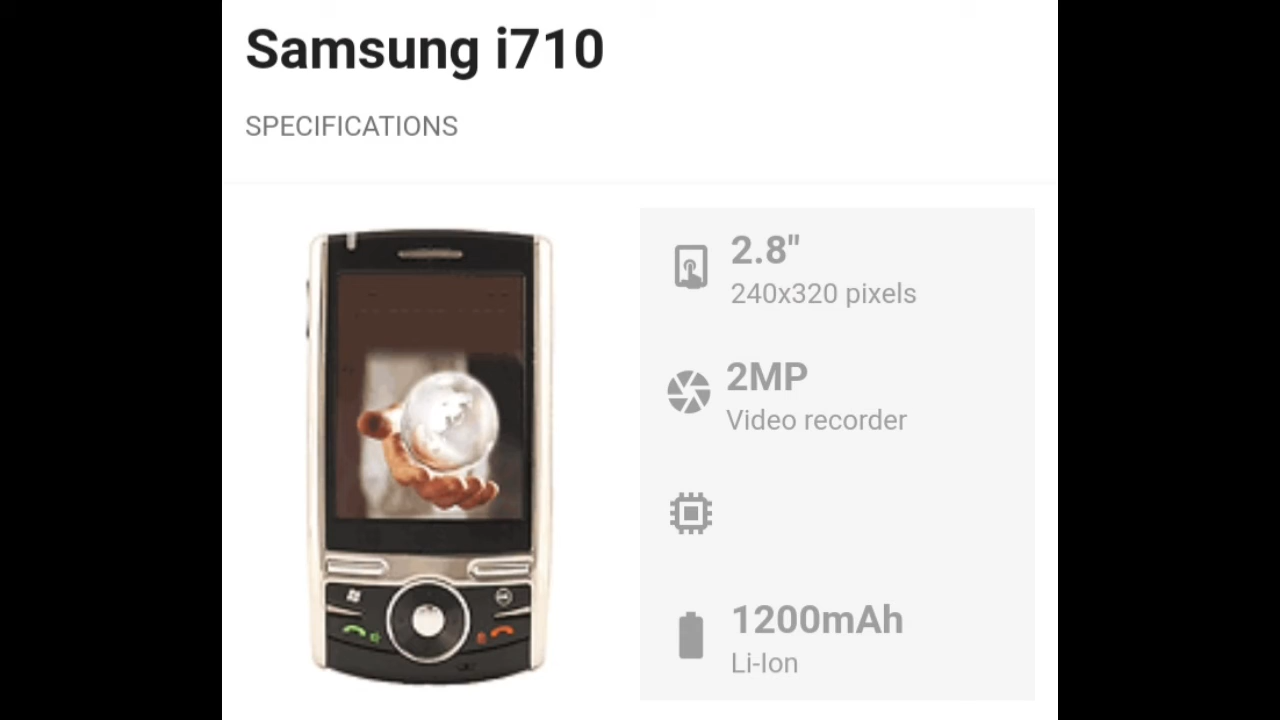 Samsung i710
SPECIFICATIONS
2.8"
240x320 pixels
2MP
Video recorder
1200mAh
Li-Ion